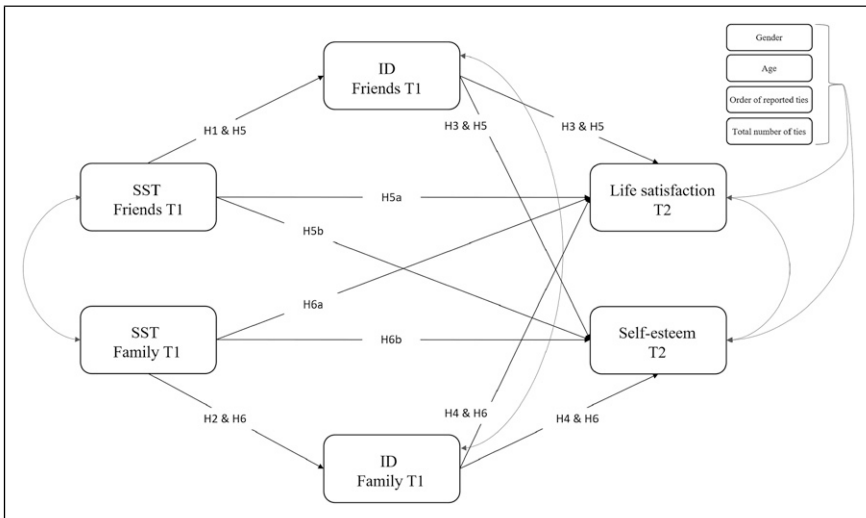 Gender
Age
Order of reported ties
Total number of ties
ID
Friends T1
H1 & H5
H3 & H5
H3 & H5
SST
Friends T1
H5a
Life satisfaction
T2
H5b
H6a
SST
Family T1
H6b
Self-esteem
T2
H2 & H6
H4 & H6
H4 & H6
ID
Family T1